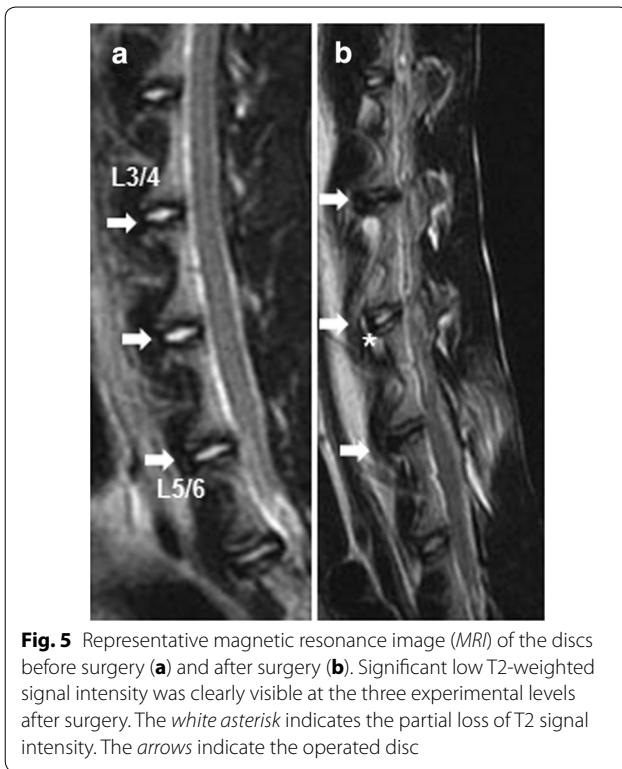 a
b
L3/4
*
L5/6
Fig. 5 Representative magnetic resonance image (MRI) of the discs
before surgery (a) and after surgery (b). Significant low T2-weighted
signal intensity was clearly visible at the three experimental levels
after surgery. The white asterisk indicates the partial loss of T2 signal
intensity. The arrows indicate the operated disc